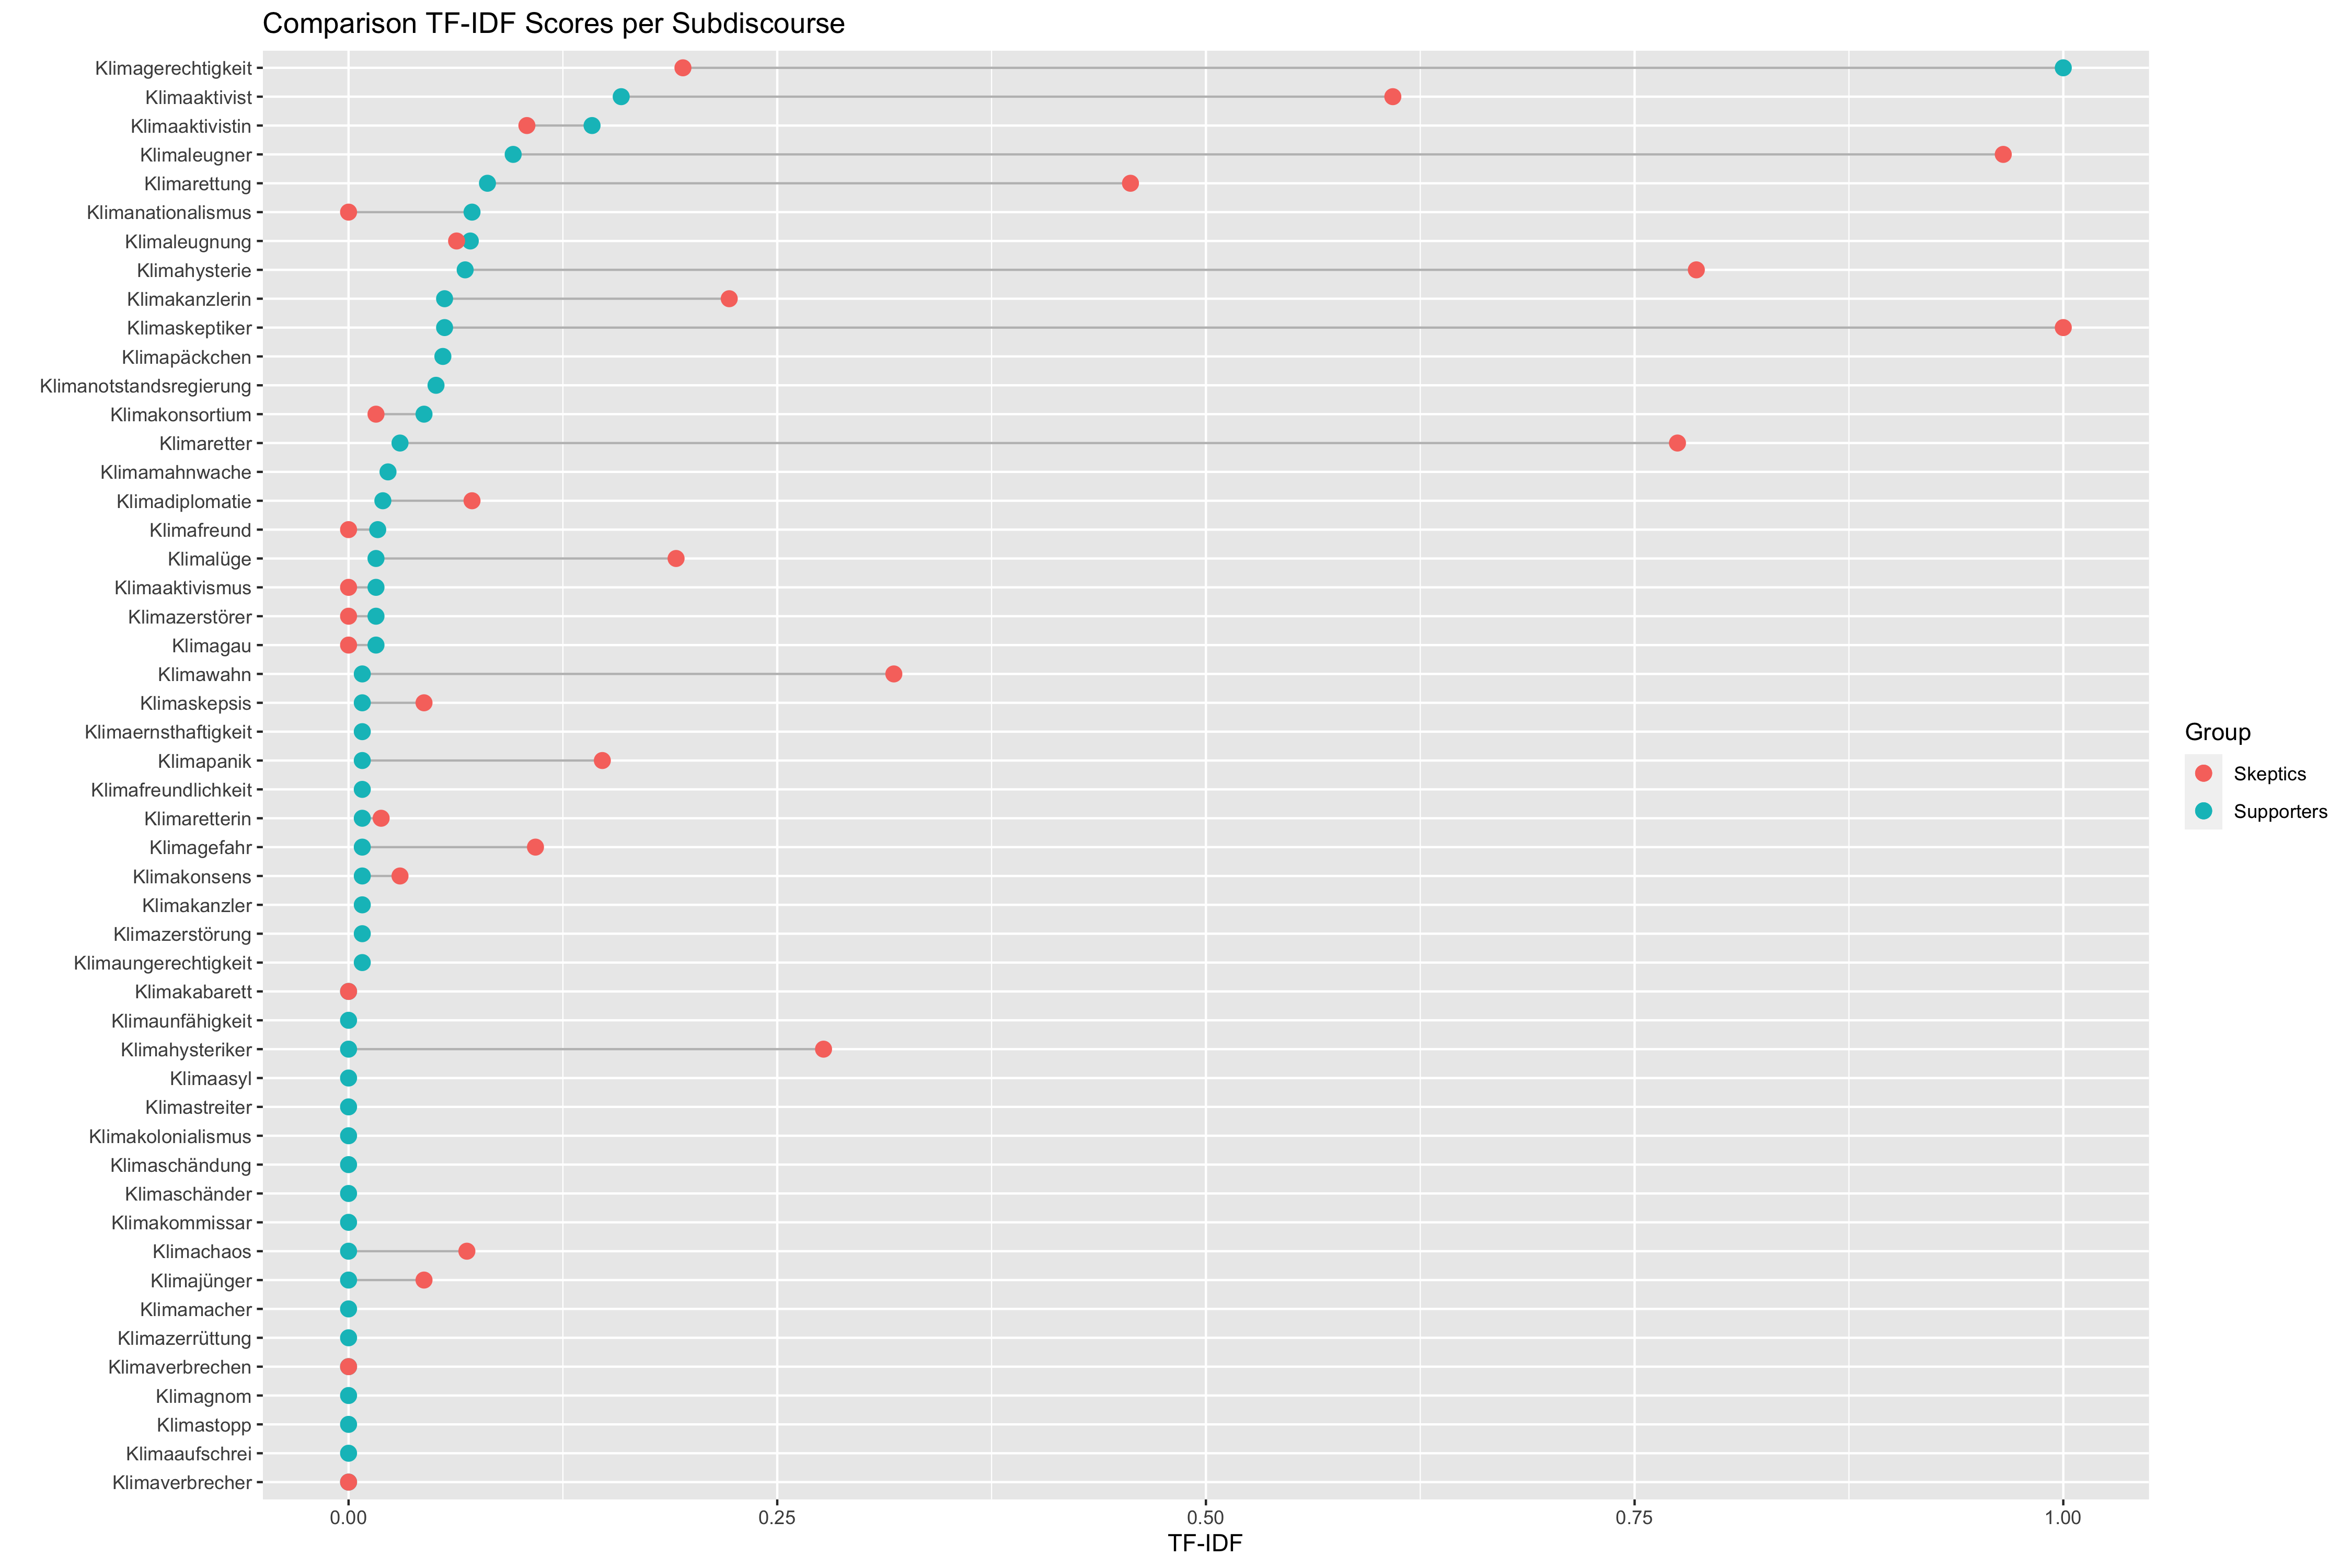 Comparison TF-IDF Scores per Subdiscourse
Klimagerechtigkeit
Klimaaktivist
Klimaaktivistin
Klimaleugner
Klimarettung
Klimanationalismus
Klimaleugnung
Klimahysterie
Klimakanzlerin
Klimaskeptiker
Klimapäckchen
Klimanotstandsregierung
Klimakonsortium
Klimaretter
Klimamahnwache
Klimadiplomatie
Klimafreund
Klimalüge
Klimaaktivismus
Klimazerstörer
Klimagau
Klimawahn
Klimaskepsis
Klimaernsthaftigkeit
Klimapanik
Klimafreundlichkeit
Klimaretterin
Klimagefahr
Klimakonsens
Klimakanzler
Klimazerstörung
Klimaungerechtigkeit
Klimakabarett
Klimaunfähigkeit
Klimahysteriker
Klimaasyl
Klimastreiter
Klimakolonialismus
Klimaschändung
Klimaschänder
Klimakommissar
Klimachaos
Klimajünger
Klimamacher
Klimazerrüttung
Klimaverbrechen
Klimagnom
Klimastopp
Klimaaufschrei
Klimaverbrecher
0.00 0.25 0.50 0.75 1.00
TF-IDF
Group
Skeptics
Supporters